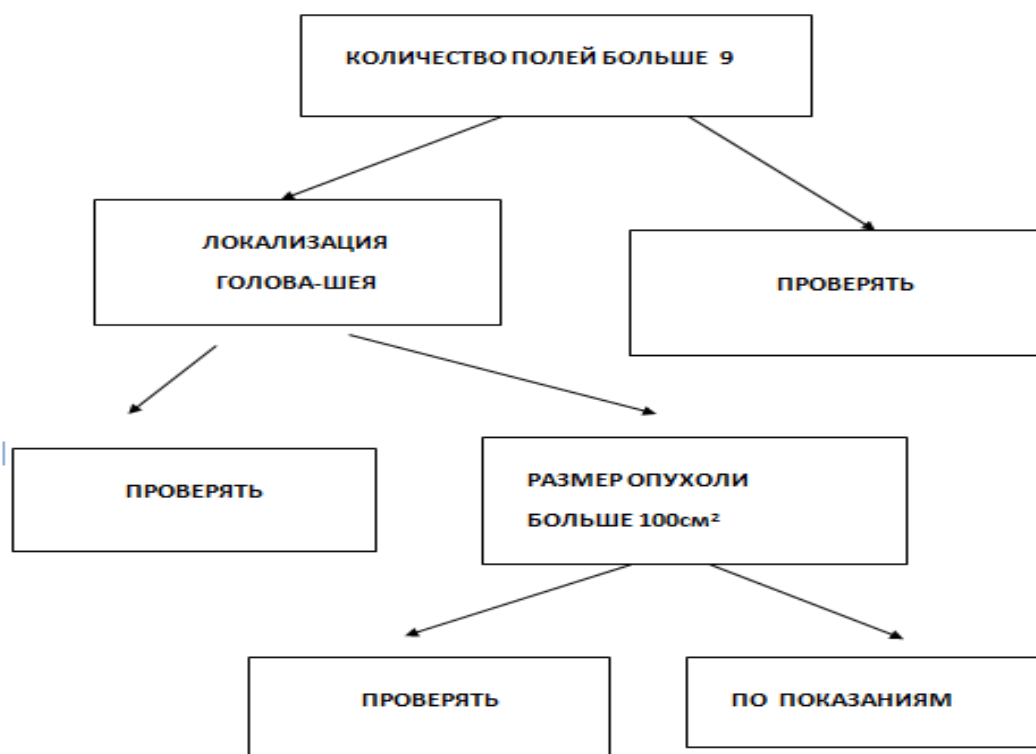 КОЛИЧЕСТВО ПОЛЕЙ БОЛЬШЕ 9
ЛОКАЛИЗАЦИЯ
ГОЛОВА-ШЕЯ
ПРОВЕРЯТЬ
ПРОВЕРЯТЬ
РАЗМЕР ОПУХОЛИ
БОЛЬШЕ 100см²
ПРОВЕРЯТЬ
ПО ПОКАЗАНИЯМ